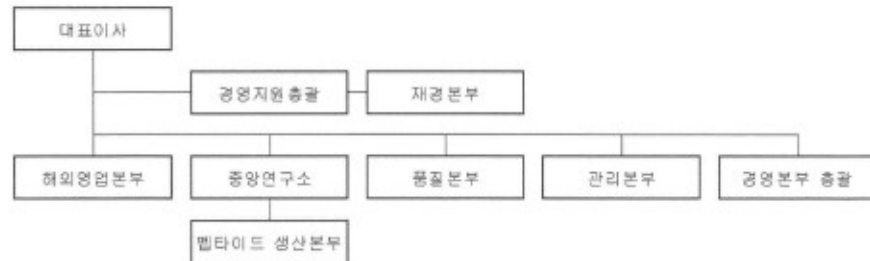 대표이사
경영지원총괄
재경본부
해외영업본부
중앙연구소
품질본부
관리본부
경영본부 총괄
펩타이드 생산본부